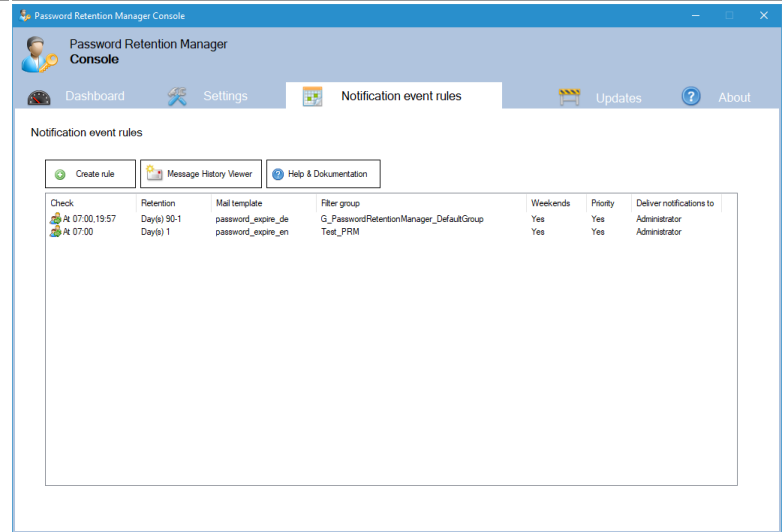 Password Retention Manager Console
Password Retention Manager
Console
Dashboard Settings Notification event rules Updates About
Notification event rules
Create rule Message History Viewer Help & Dokumentation
Check Retention Mail template Filter group Weekends Priority Deliver notifications to
At 07:00,19:57 Day(s) 90-1 password_expire_de G_PasswordRetentionManager_DefaultGroup Yes Yes Administrator
At 07:00 Day(s) 1 password_expire_en Test_PRM Yes Yes Administrator